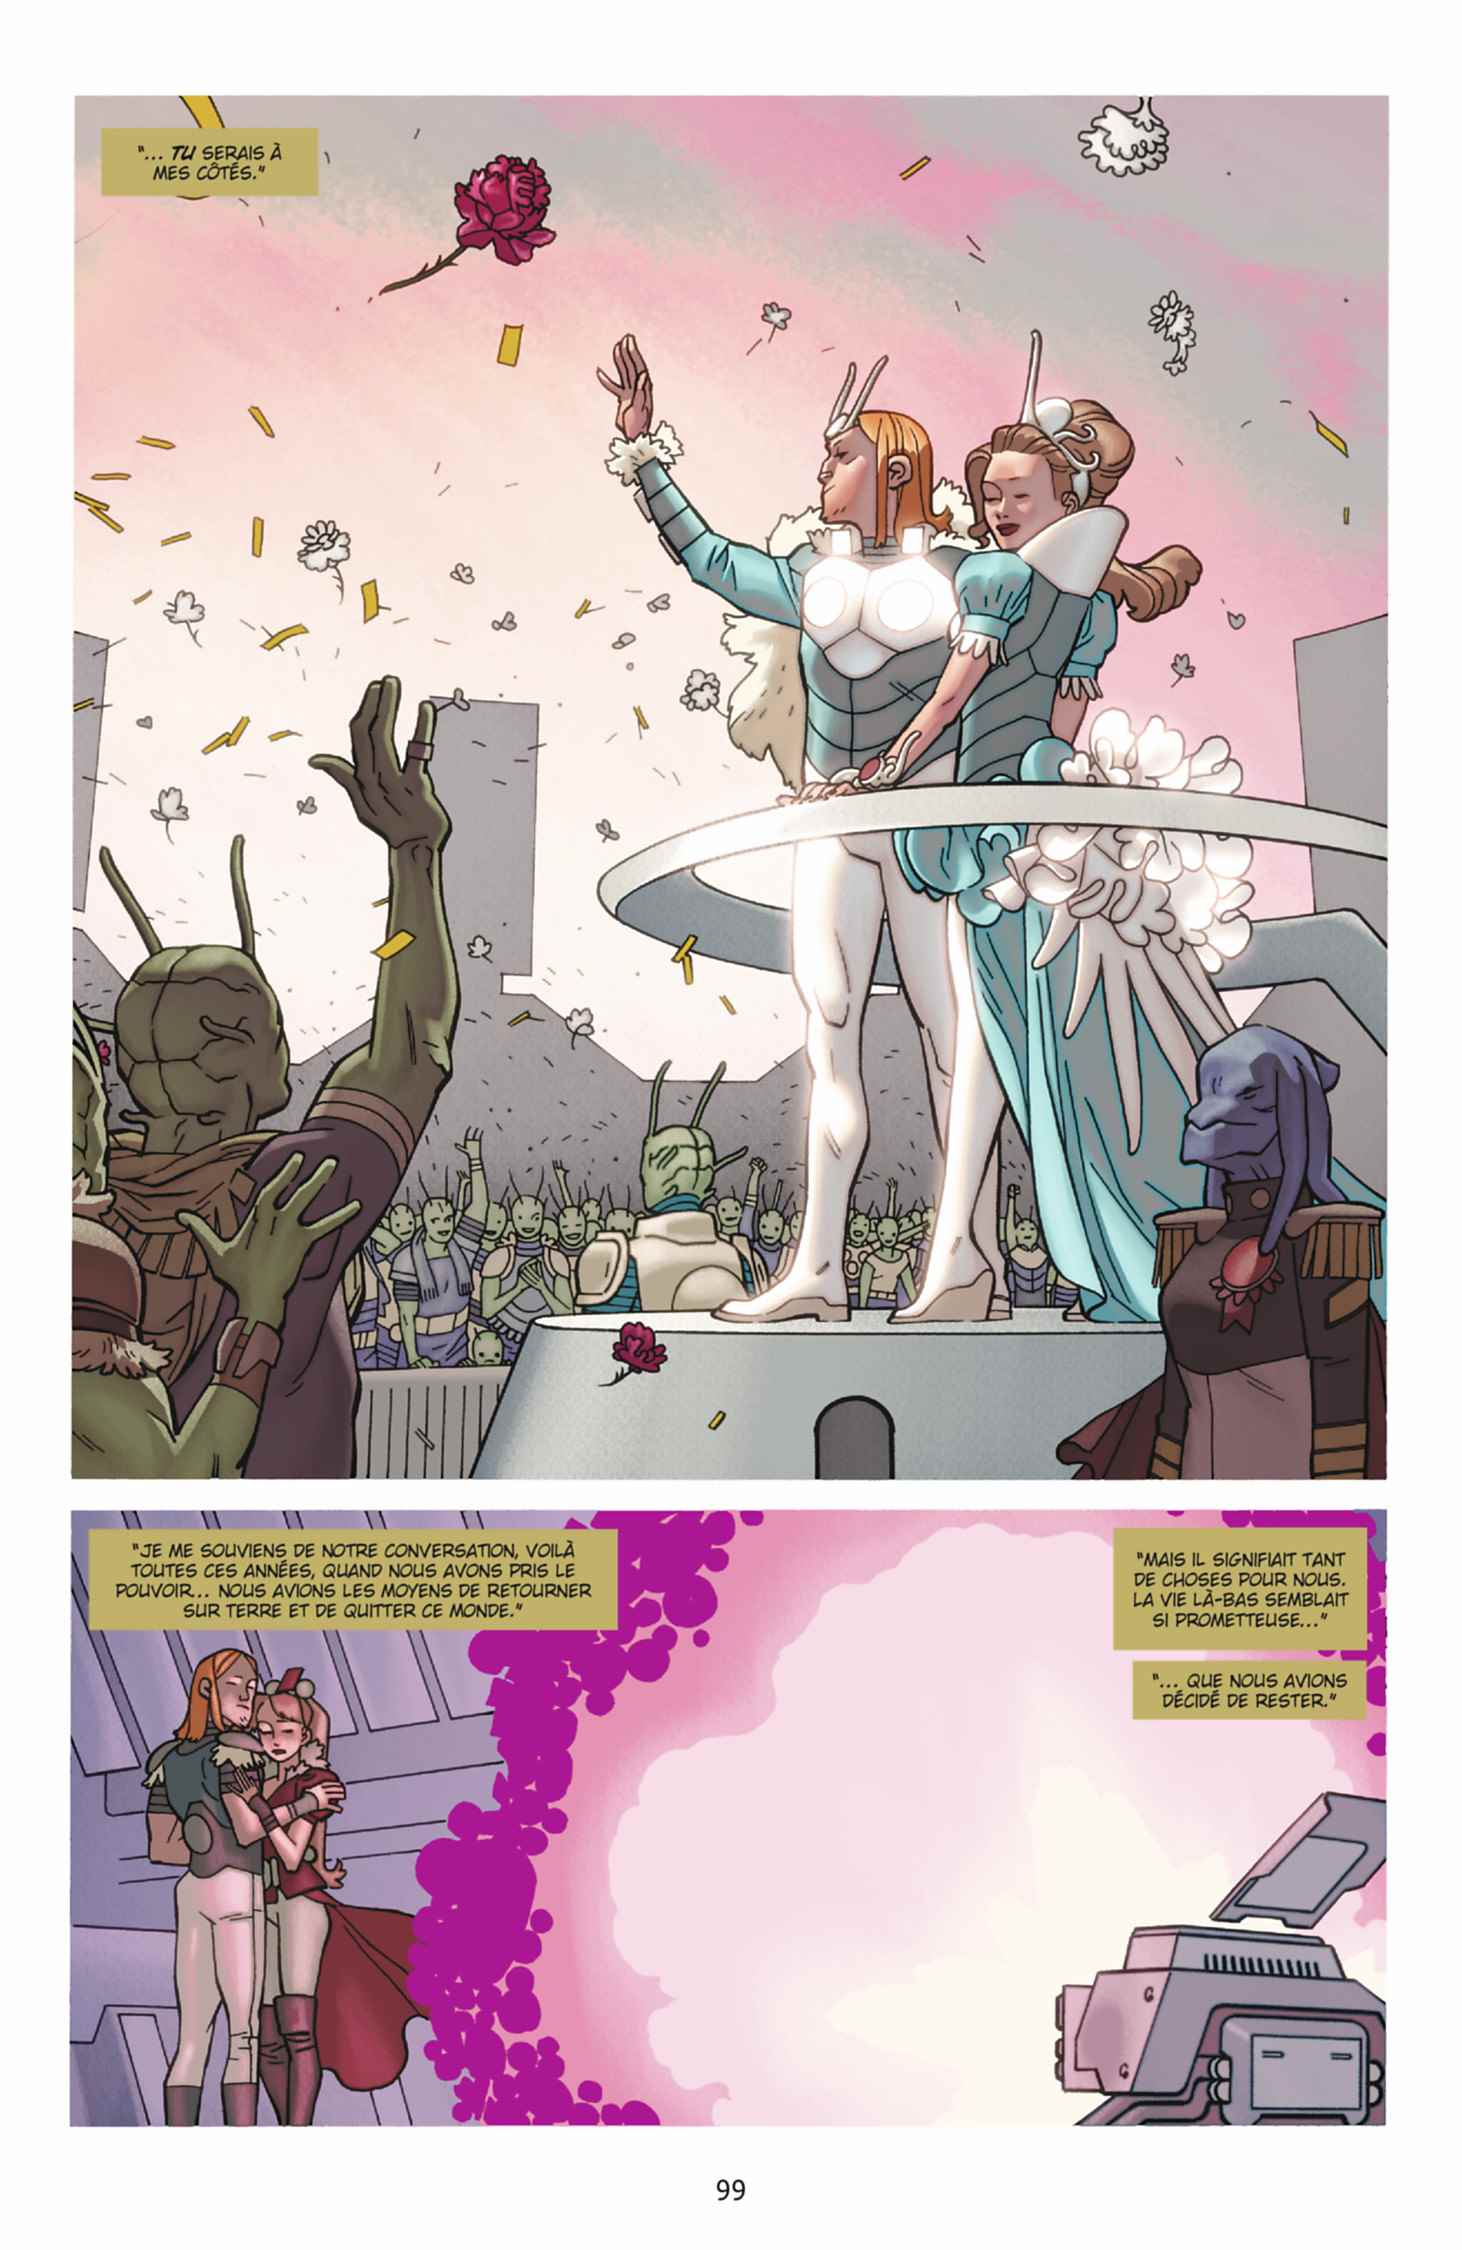 "... TU SERAIS À
MES CÔTÉS."
"JE ME SOUVIENS DE NOTRE CONVERSATION, VOILÀ
TOUTES CES ANNÉES, QUAND NOUS AVONS PRIS LE
POUVOIR... NOUS AVIONS LES MOYENS DE RETOURNER
SUR TERRE ET DE QUITTER CE MONDE."
"MAIS IL SIGNIFIAIT TANT
DE CHOSES POUR NOUS.
LA VIE LÀ-BAS SEMBLAIT
SI PROMETTEUSE..."
"... QUE NOUS AVIONS
DÉCIDÉ DE RESTER."
99